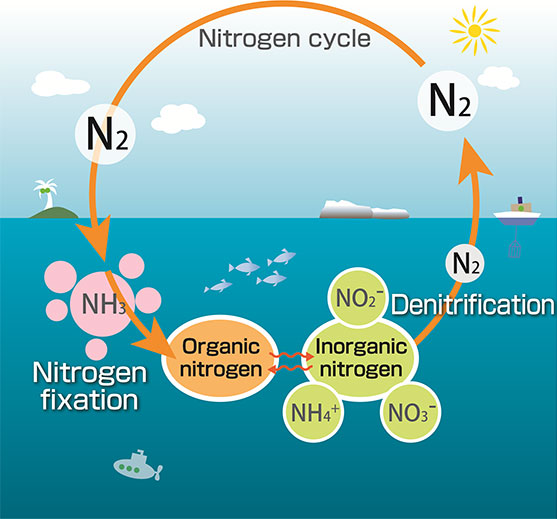 Nitrogen cycle
N2
N2
N2
NH3
Nitrogen
fixation
Organic
nitrogen
Inorganic
nitrogen
NO2⁻
Denitrification
NH4⁺
NO3⁻